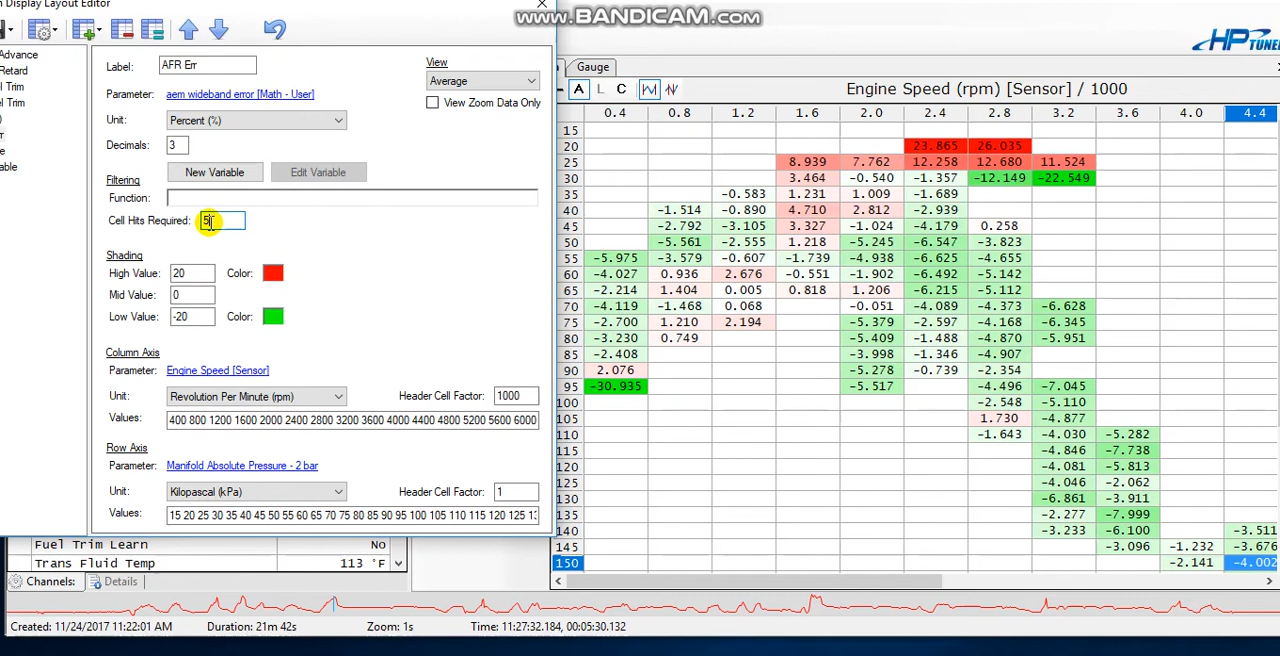 n Display Layout Editor
www.BANDICAM.com
HP TUNE
Advance
Retard
l Trim
l Trim
Label: AFR Err
View
Average
View Zoom Data Only
Parameter: aem wideband error [Math - User]
Unit: Percent (%)
Decimals: 3
New Variable Edit Variable
Filtering
Function:
Cell Hits Required: 5
Shading
High Value: 20 Color:
Mid Value: 0
Low Value: -20 Color:
Column Axis
Parameter: Engine Speed [Sensor]
Unit: Revolution Per Minute (rpm) Header Cell Factor: 1000
Values: 400 800 1200 1600 2000 2400 2800 3200 3600 4000 4400 4800 5200 5600 6000
Row Axis
Parameter: Manifold Absolute Pressure - 2 bar
Unit: Kilopascal (kPa) Header Cell Factor: 1
Values: 15 20 25 30 35 40 45 50 55 60 65 70 75 80 85 90 95 100 105 110 115 120 125 13
Gauge
A L C Engine Speed (rpm) [Sensor] / 1000
0.4 0.8 1.2 1.6 2.0 2.4 2.8 3.2 3.6 4.0 4.4
15
20 23.865 26.035
25 8.939 7.762 12.258 12.680 11.524
30 3.464 -0.540 -1.357 -12.149 -22.549
35 -0.583 1.231 1.009 -1.689
40 -1.514 -0.890 4.710 2.812 -2.939
45 -2.792 -3.105 3.327 -1.024 -4.179 0.258
50 -5.561 -2.555 1.218 -5.245 -6.547 -3.823
55 -5.975 -3.579 -0.607 -1.739 -4.938 -6.625 -4.655
60 -4.027 0.936 2.676 -0.551 -1.902 -6.492 -5.142
65 -2.214 1.404 0.005 0.818 1.206 -6.215 -5.112
70 -4.119 -1.468 0.068 -0.051 -4.089 -4.373 -6.628
75 -2.700 1.210 2.194 -5.379 -2.597 -4.168 -6.345
80 -3.230 0.749 -5.409 -1.488 -4.870 -5.951
85 -2.408 -3.998 -1.346 -4.907
90 2.076 -5.278 -0.739 -2.354
95 -30.935 -5.517 -4.496 -7.045
100 -2.548 -5.110
105 1.730 -4.877
110 -1.643 -4.030 -5.282
115 -4.846 -7.738
120 -4.081 -5.813
125 -4.046 -2.062
130 -6.861 -3.911
135 -2.277 -7.999
140 -3.233 -6.100 -3.511
145 -3.096 -1.232 -3.676
150 -2.141 -4.002
Fuel Trim Learn No
Trans Fluid Temp 113 °F
Channels: Details
Created: 11/24/2017 11:22:01 AM Duration: 21m 42s Zoom: 1s Time: 11:27:32.184, 00:05:30.132